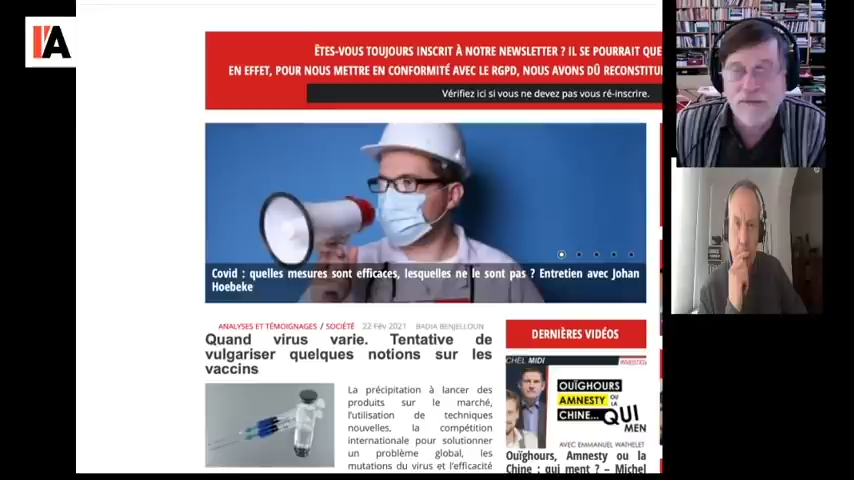 I'A
ÊTES-VOUS TOUJOURS INSCRIT À NOTRE NEWSLETTER ? IL SE POURRAIT QUE
EN EFFET, POUR NOUS METTRE EN CONFORMITÉ AVEC LE RGPD, NOUS AVONS DÛ RECONSTITU
Vérifiez ici si vous ne devez pas vous ré-inscrire.
Covid : quelles mesures sont efficaces, lesquelles ne le sont pas ? Entretien avec Johan
Hoebeke
ANALYSES ET TÉMOIGNAGES / SOCIÉTÉ 22 Fév 2021 BADIA BENJELLOUN
Quand virus varie. Tentative de
vulgariser quelques notions sur les
vaccins
La précipitation à lancer des
produits sur le marché,
l'utilisation de techniques
nouvelles, la compétition
internationale pour solutionner
un problème global, les
mutations du virus et l'efficacité
DERNIÈRES VIDÉOS
CHEL MIDI
#INVESTIG
OUÏGHOURS
AMNESTY OU
LA
CHINE... QUI
MEN
AVEC EMMANUEL WATHELET
Ouïghours, Amnesty ou la
Chine : qui ment ? – Michel